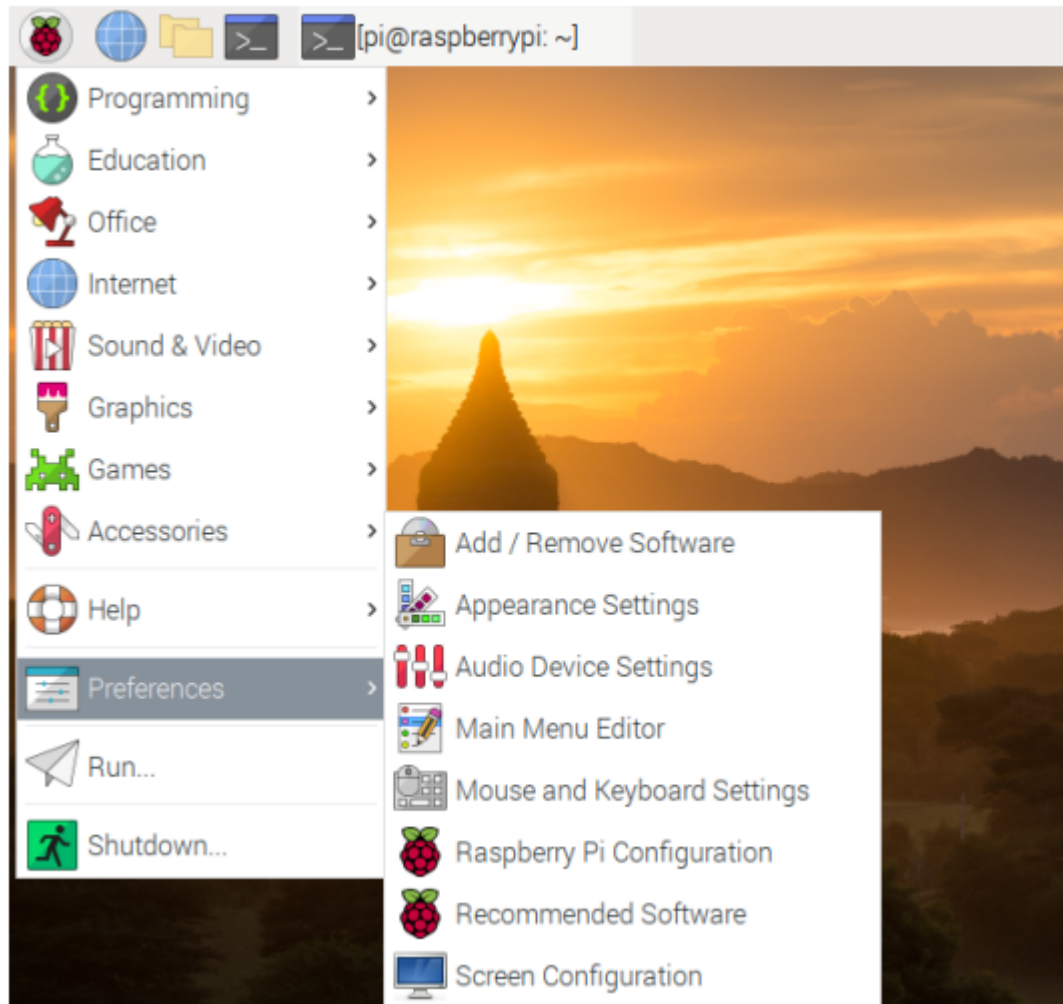 >_
>_ [pi@raspberrypi: ~]
Programming
Education
Office
Internet
Sound & Video
Graphics
Games
Accessories
Help
Preferences
Run...
Shutdown...
Add / Remove Software
Appearance Settings
Audio Device Settings
Main Menu Editor
Mouse and Keyboard Settings
Raspberry Pi Configuration
Recommended Software
Screen Configuration